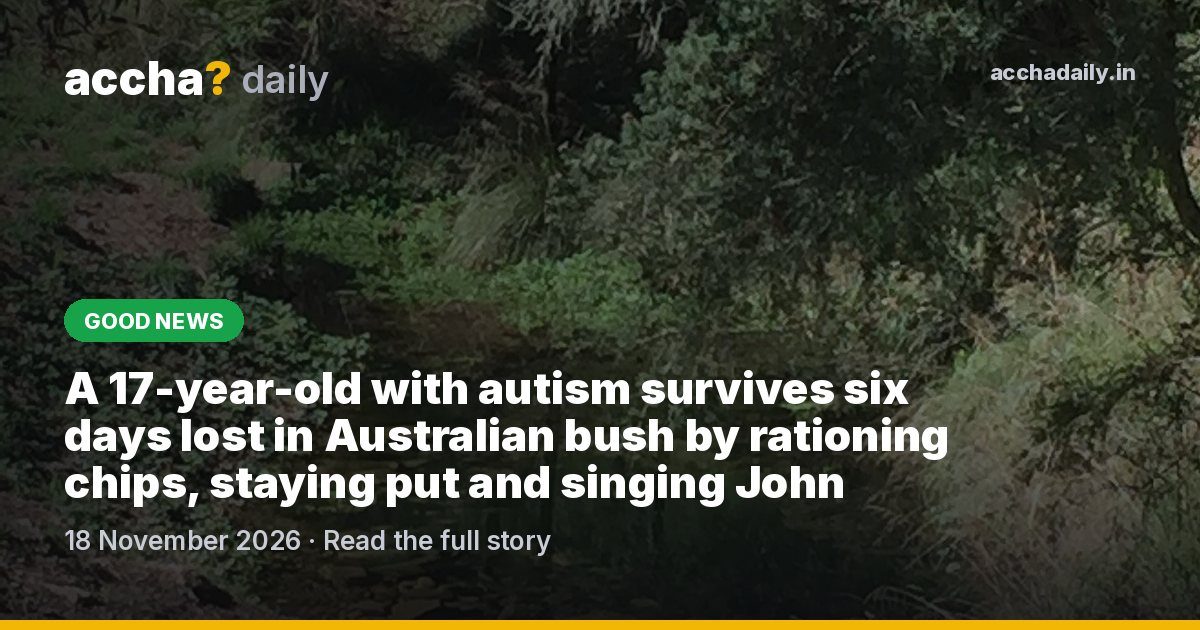 accha? daily
acchadaily.in
GOOD NEWS
A 17-year-old with autism survives six
days lost in Australian bush by rationing
chips, staying put and singing John
18 November 2026 · Read the full story